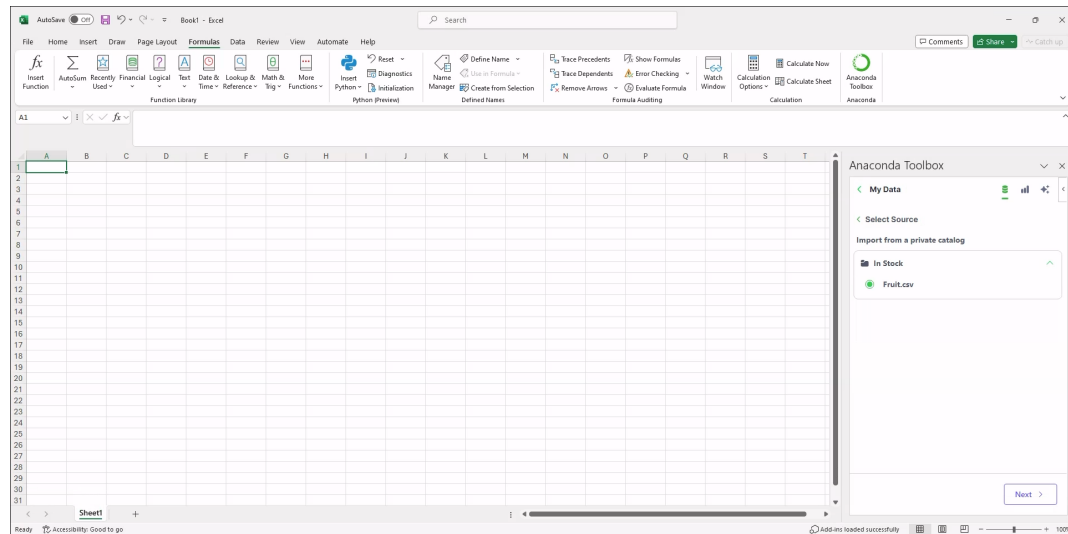 AutoSave Off Book1 - Excel Search
File Home Insert Draw Page Layout Formulas Data Review View Automate Help Comments Share Catch up
fx Insert Function
AutoSum
Recently Used
Financial
Logical
Text
Date & Time
Lookup & Reference
Math & Trig
More Functions
Function Library
Insert Python
Reset
Diagnostics
Initialization
Python (Preview)
Name Manager
Define Name
Use in Formula
Create from Selection
Defined Names
Trace Precedents
Trace Dependents
Remove Arrows
Show Formulas
Error Checking
Evaluate Formula
Formula Auditing
Watch Window
Calculation Options
Calculate Now
Calculate Sheet
Calculation
Anaconda Toolbox
Anaconda
A1 fx
A B C D E F G H I J K L M N O P Q R S T
1
2
3
4
5
6
7
8
9
10
11
12
13
14
15
16
17
18
19
20
21
22
23
24
25
26
27
28
29
30
31
Anaconda Toolbox
My Data
Select Source
Import from a private catalog
In Stock
Fruit.csv
Next
Sheet1
Ready Accessibility: Good to go Add-ins loaded successfully 100%